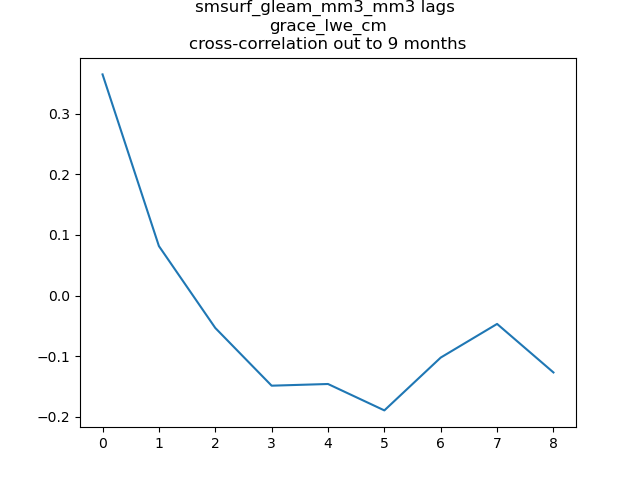 smsurf_gleam_mm3_mm3 lags
grace_lwe_cm
cross-correlation out to 9 months
0.3
0.2
0.1
0.0
−0.1
−0.2
0 1 2 3 4 5 6 7 8